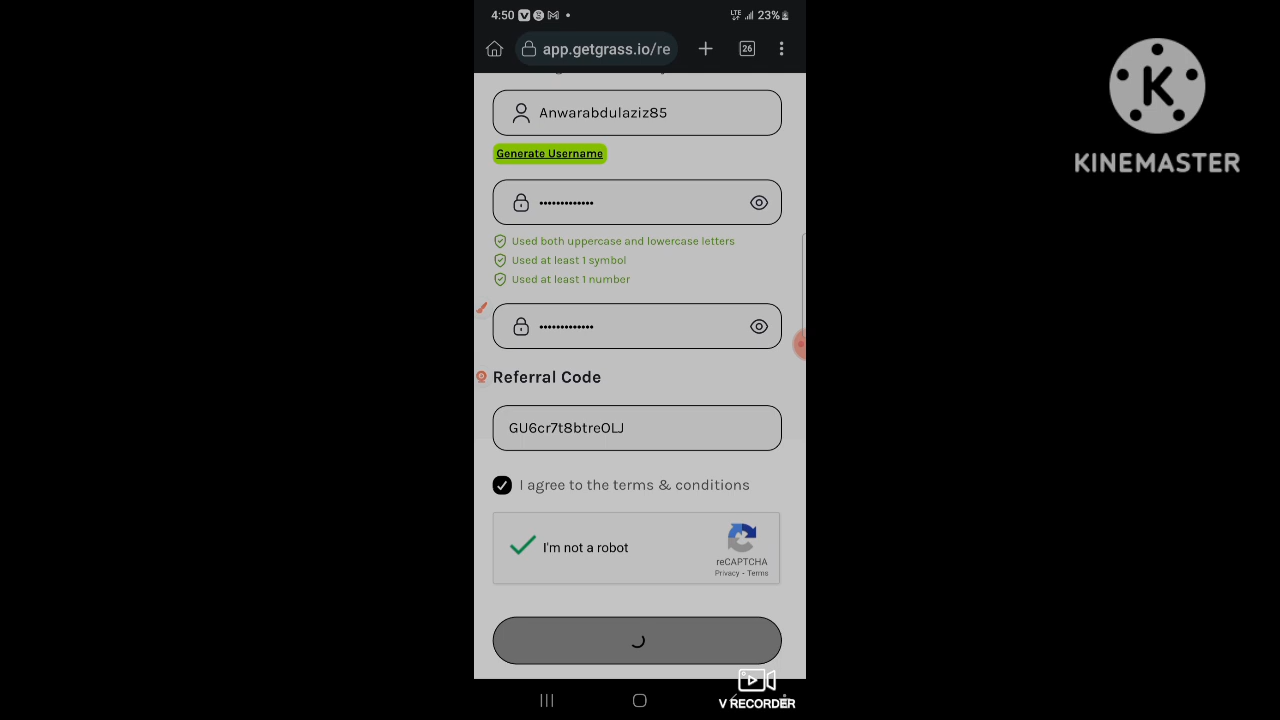 4:50
LTE
23%
app.getgrass.io/re
26
KINEMASTER
Anwarabdulaziz85
Generate Username
•••••••••••••
Used both uppercase and lowercase letters
Used at least 1 symbol
Used at least 1 number
•••••••••••••
Referral Code
GU6cr7t8btreOLJ
I agree to the terms & conditions
I'm not a robot
reCAPTCHA
Privacy - Terms
V RECORDER